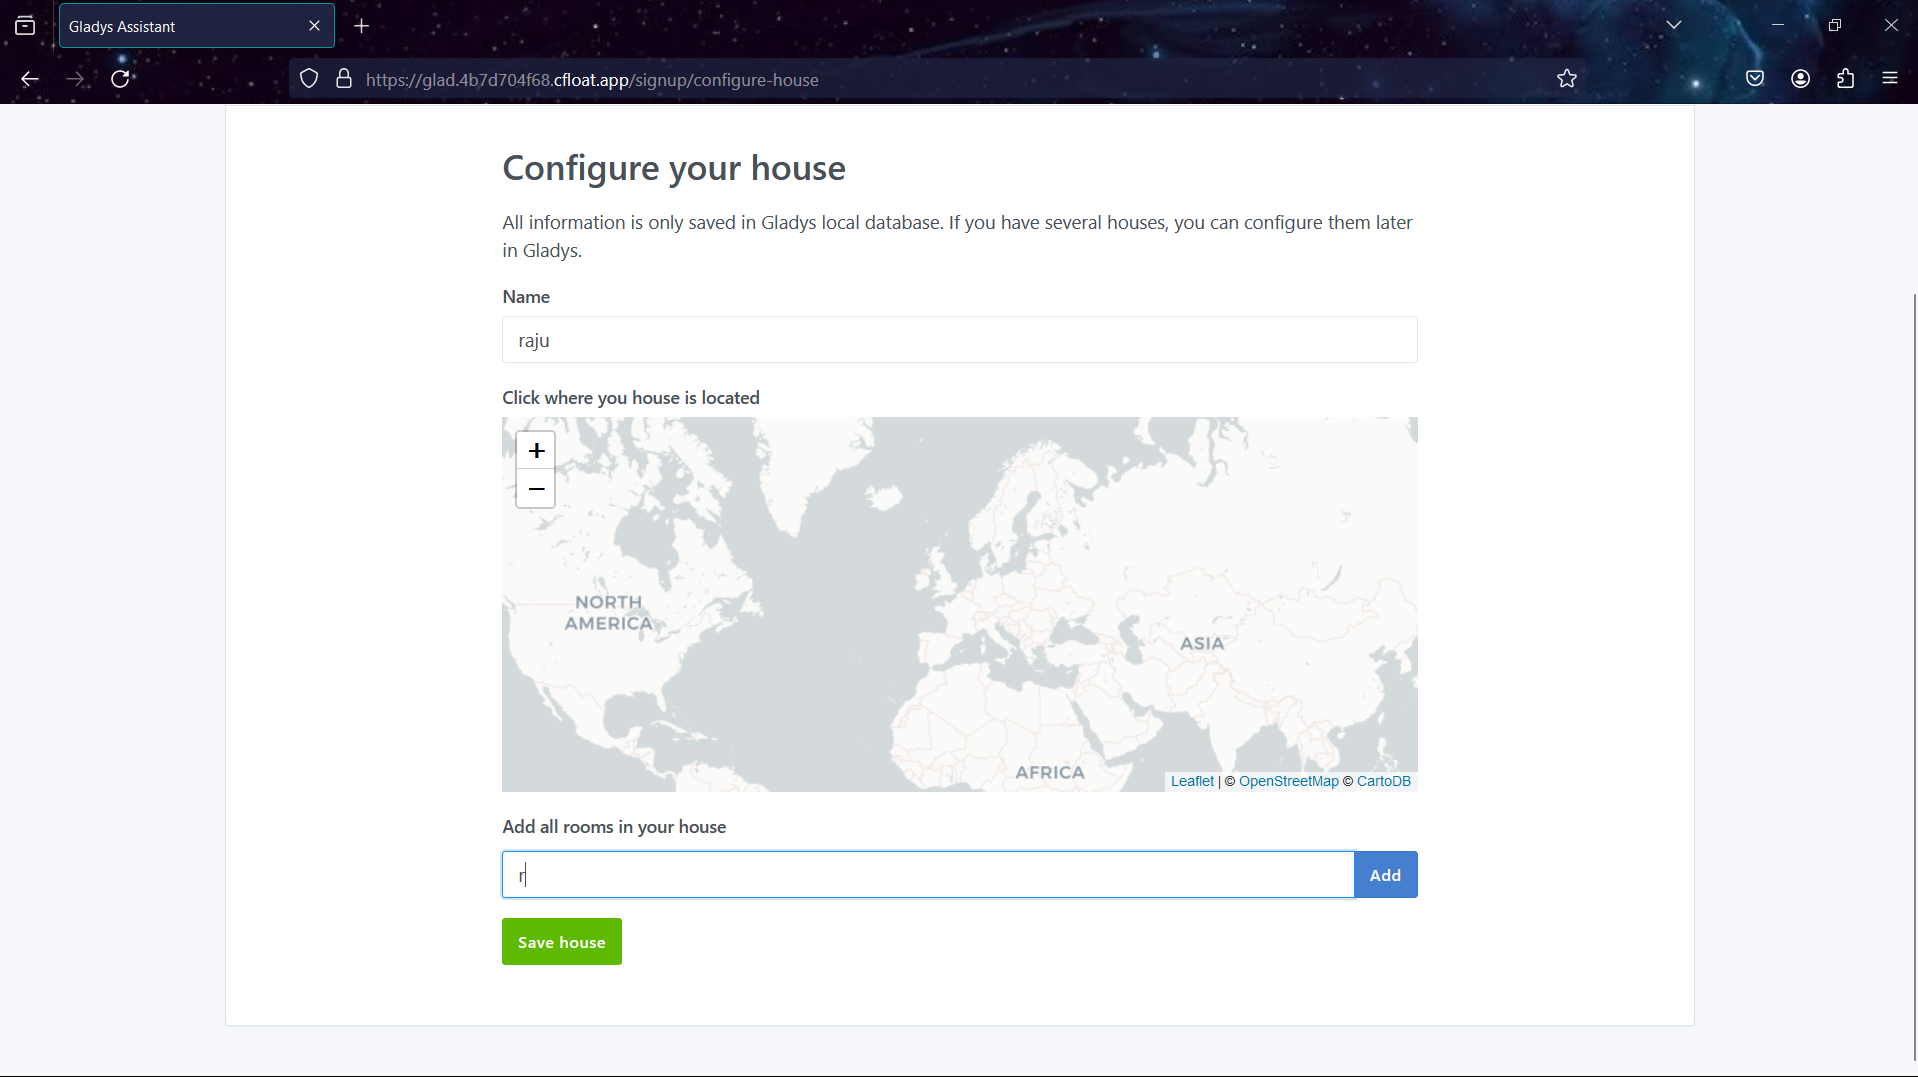 Gladys Assistant
https://glad.4b7d704f68.cfloat.app/signup/configure-house
Configure your house
All information is only saved in Gladys local database. If you have several houses, you can configure them later
in Gladys.
Name
raju
Click where you house is located
+
−
NORTH
AMERICA
ASIA
AFRICA
Leaflet | © OpenStreetMap © CartoDB
Add all rooms in your house
r
Add
Save house